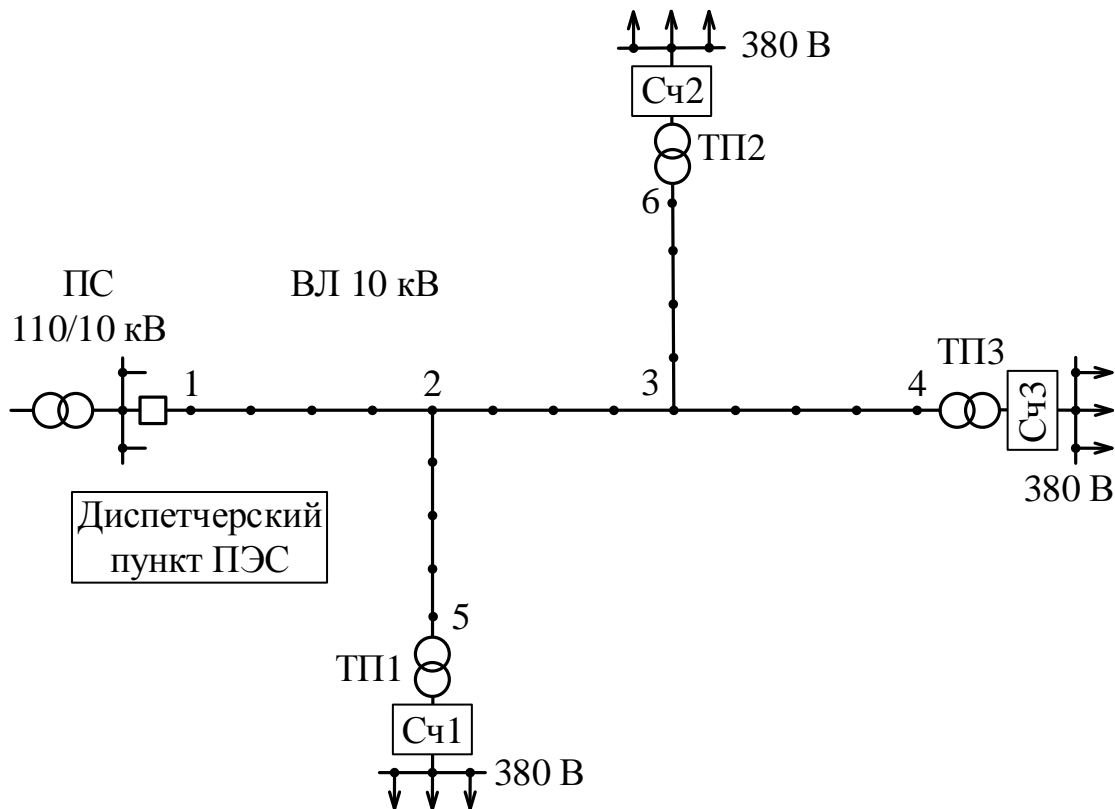 380 В
Сч2
ТП2
6
ПС
110/10 кВ
ВЛ 10 кВ
ТП3
1
2
3
4
Сч3
380 В
Диспетчерский
пункт ПЭС
5
ТП1
Сч1
380 В